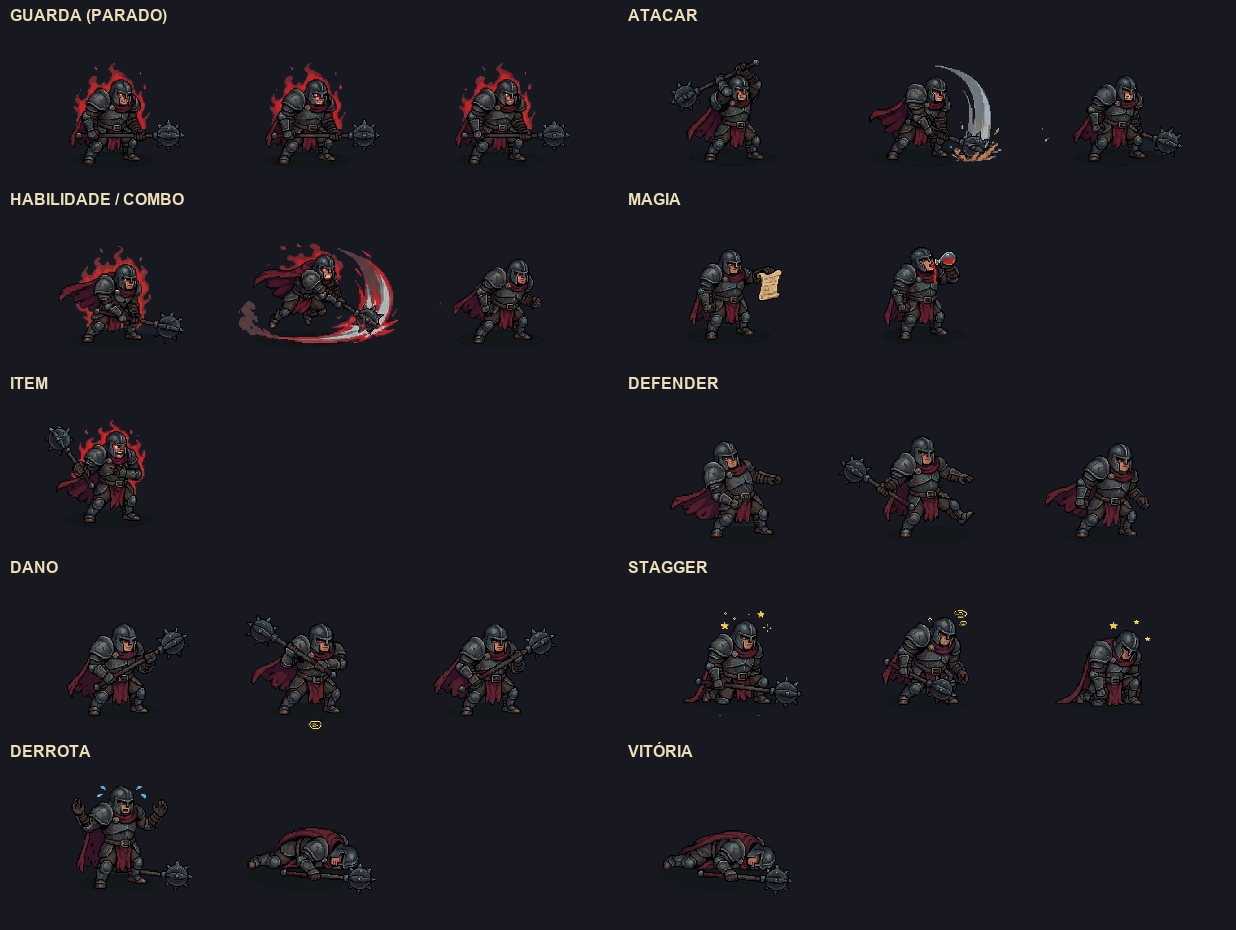 GUARDA (PARADO)
ATACAR
HABILIDADE / COMBO
MAGIA
ITEM
DEFENDER
DANO
STAGGER
DERROTA
VITÓRIA